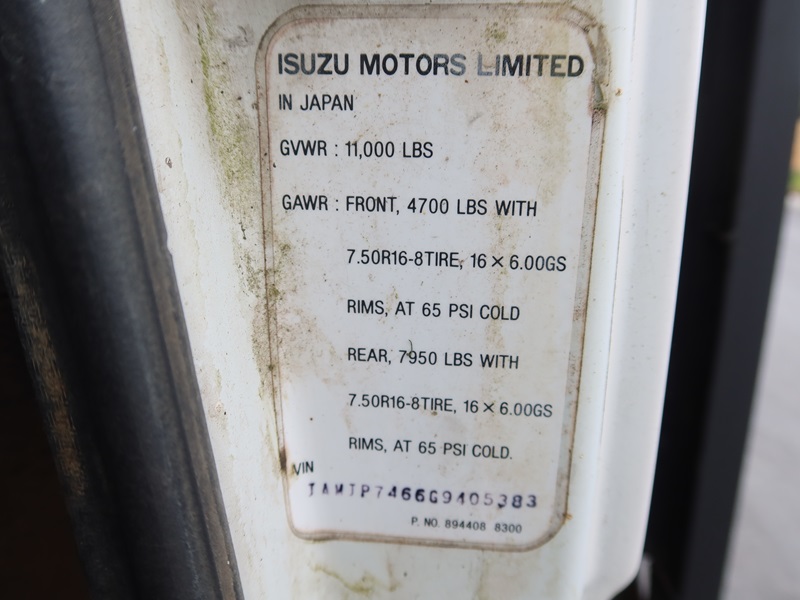 ISUZU MOTORS LIMITED
IN JAPAN
GVWR : 11,000 LBS
GAWR : FRONT, 4700 LBS WITH
7.50R16-8TIRE, 16 × 6.00GS
RIMS, AT 65 PSI COLD
REAR, 7950 LBS WITH
7.50R16-8TIRE, 16 × 6.00GS
RIMS, AT 65 PSI COLD.
VIN
P. NO. 894408 8300